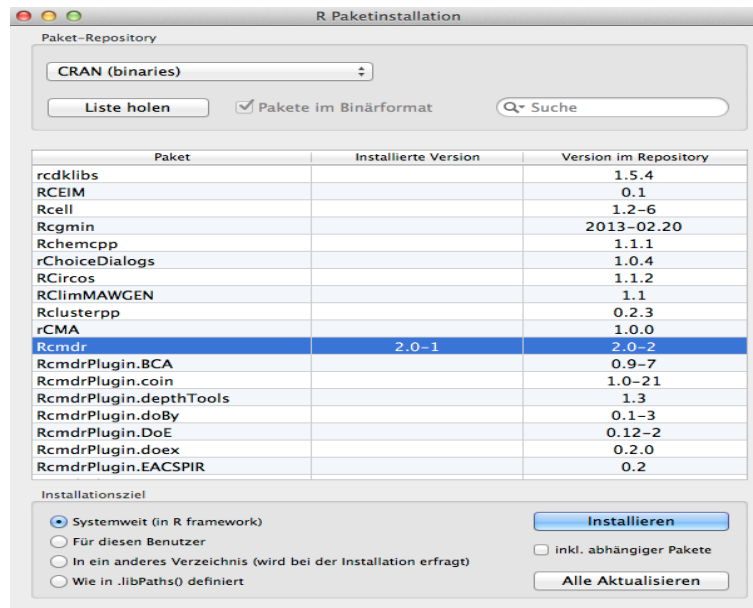 R Paketinstallation
Paket-Repository
CRAN (binaries)
Liste holen Pakete im Binärformat Suche
Paket Installierte Version Version im Repository
rcdklibs 1.5.4
RCEIM 0.1
Rcell 1.2-6
Rcgmin 2013-02.20
Rchemcpp 1.1.1
rChoiceDialogs 1.0.4
RCircos 1.1.2
RClimMAWGEN 1.1
Rclusterpp 0.2.3
rCMA 1.0.0
Rcmdr 2.0-1 2.0-2
RcmdrPlugin.BCA 0.9-7
RcmdrPlugin.coin 1.0-21
RcmdrPlugin.depthTools 1.3
RcmdrPlugin.doBy 0.1-3
RcmdrPlugin.DoE 0.12-2
RcmdrPlugin.doex 0.2.0
RcmdrPlugin.EACSPIR 0.2
Installationsziel
Systemweit (in R framework) Installieren
Für diesen Benutzer inkl. abhängiger Pakete
In ein anderes Verzeichnis (wird bei der Installation erfragt)
Wie in .libPaths() definiert Alle Aktualisieren